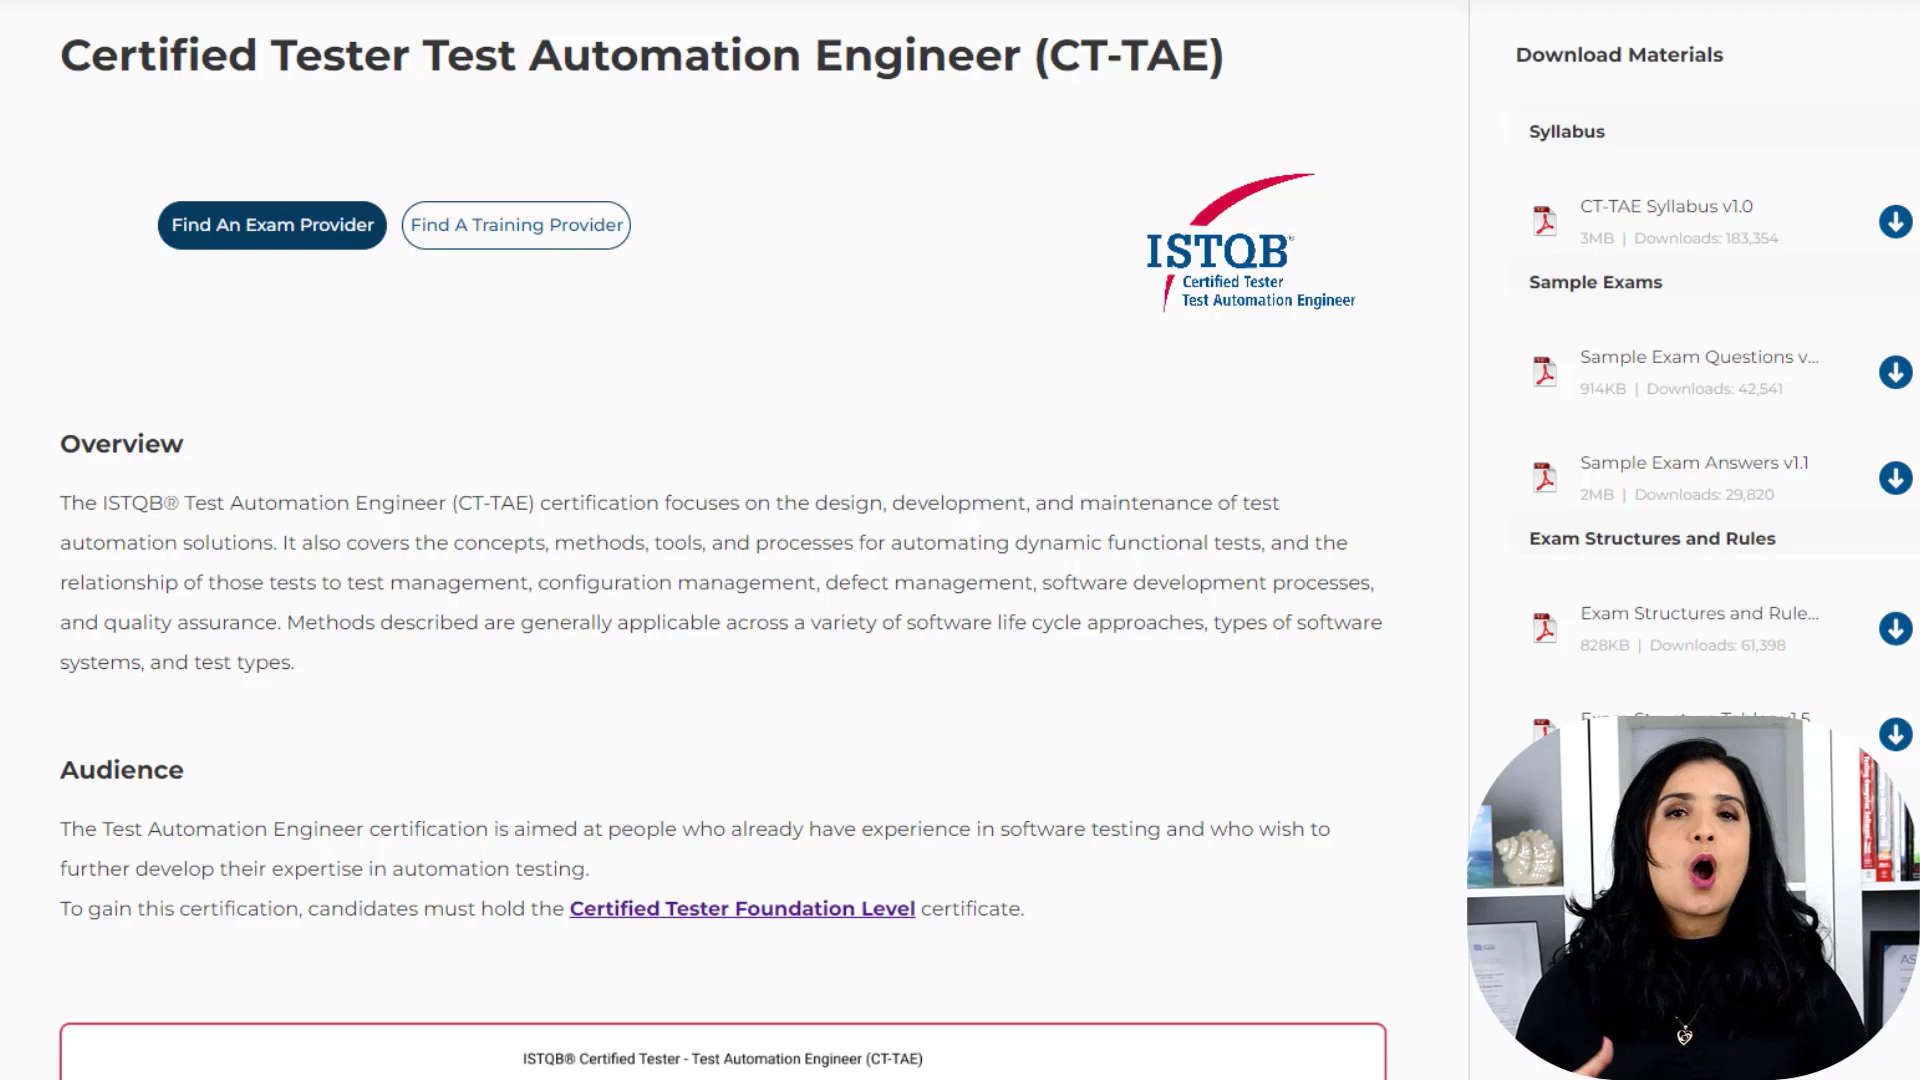 Certified Tester Test Automation Engineer (CT-TAE)
Find An Exam Provider
Find A Training Provider
ISTQB®
Certified Tester
Test Automation Engineer
Overview
The ISTQB® Test Automation Engineer (CT-TAE) certification focuses on the design, development, and maintenance of test
automation solutions. It also covers the concepts, methods, tools, and processes for automating dynamic functional tests, and the
relationship of those tests to test management, configuration management, defect management, software development processes,
and quality assurance. Methods described are generally applicable across a variety of software life cycle approaches, types of software
systems, and test types.
Audience
The Test Automation Engineer certification is aimed at people who already have experience in software testing and who wish to
further develop their expertise in automation testing.
To gain this certification, candidates must hold the Certified Tester Foundation Level certificate.
ISTQB® Certified Tester - Test Automation Engineer (CT-TAE)
Download Materials
Syllabus
CT-TAE Syllabus v1.0
3MB | Downloads: 183,354
Sample Exams
Sample Exam Questions v...
914KB | Downloads: 42,541
Sample Exam Answers v1.1
2MB | Downloads: 29,820
Exam Structures and Rules
Exam Structures and Rule...
828KB | Downloads: 61,398